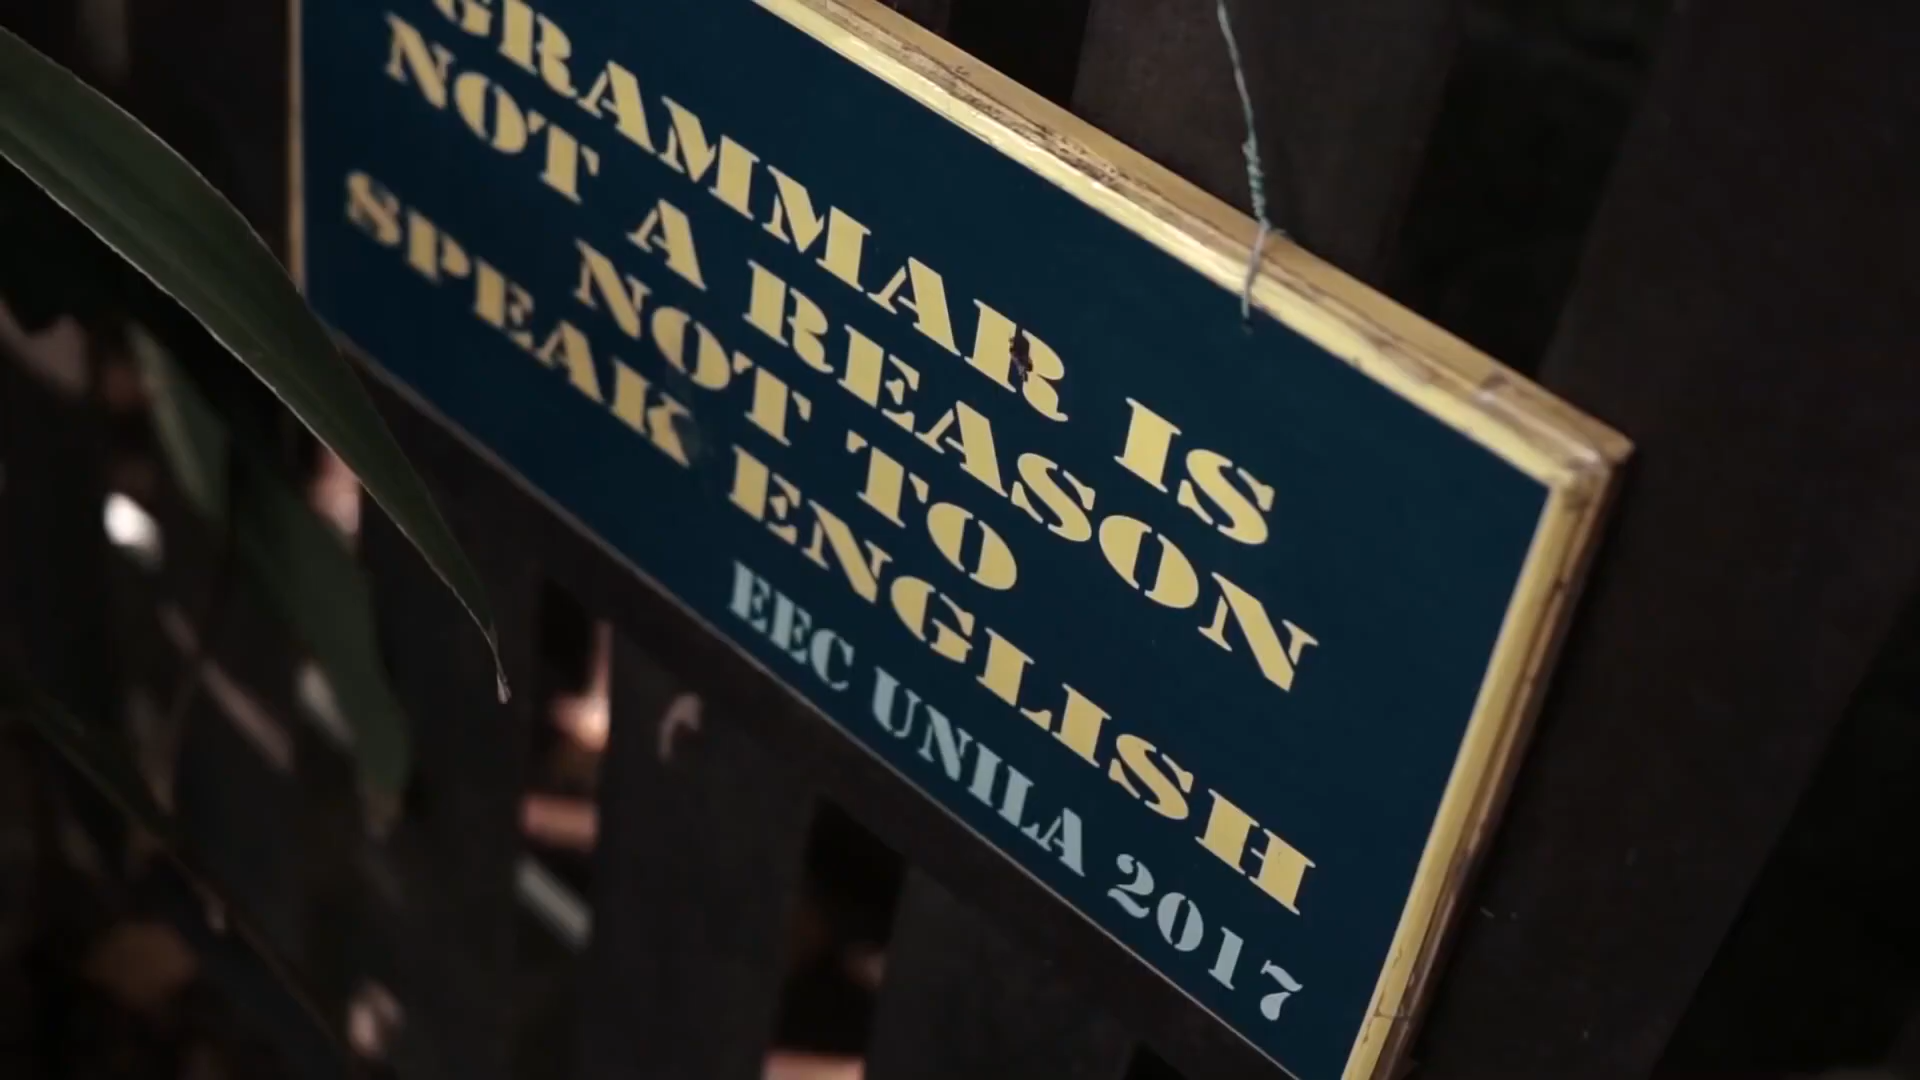 GRAMMAR IS
NOT A REASON
NOT TO
SPEAK ENGLISH
EEC UNILA 2017